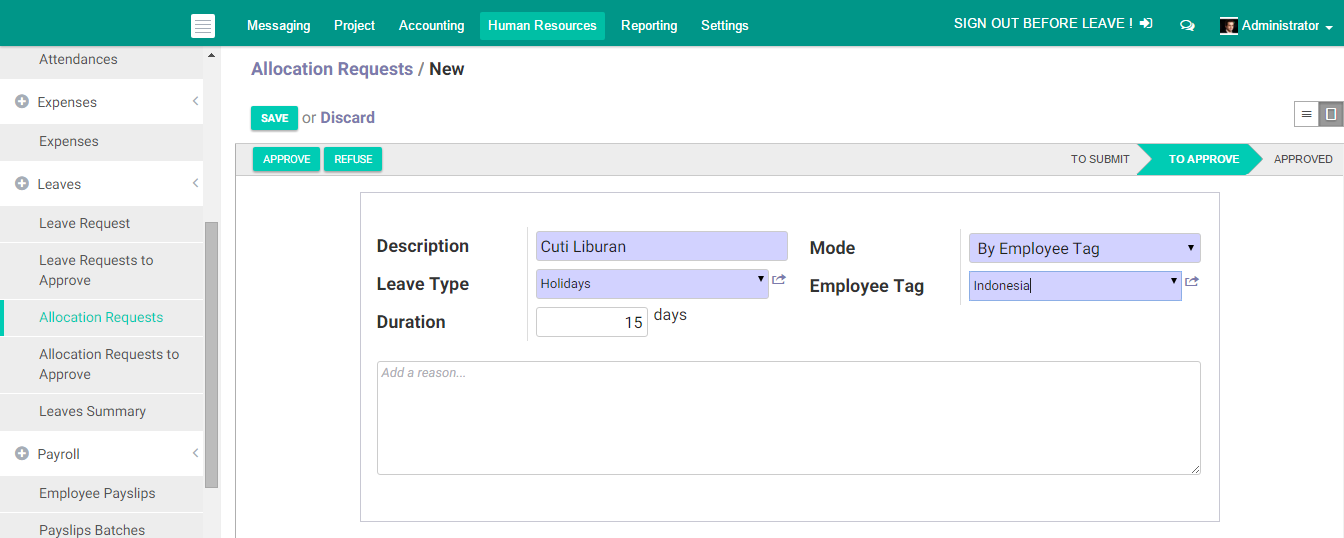 Messaging Project Accounting Human Resources Reporting Settings SIGN OUT BEFORE LEAVE ! Administrator
Attendances
Expenses
Expenses
Leaves
Leave Request
Leave Requests to
Approve
Allocation Requests
Allocation Requests to
Approve
Leaves Summary
Payroll
Employee Payslips
Payslips Batches
Allocation Requests / New
SAVE or Discard
APPROVE REFUSE TO SUBMIT TO APPROVE APPROVED
Description Cuti Liburan
Mode By Employee Tag
Leave Type Holidays
Employee Tag Indonesia
Duration 15 days
Add a reason...